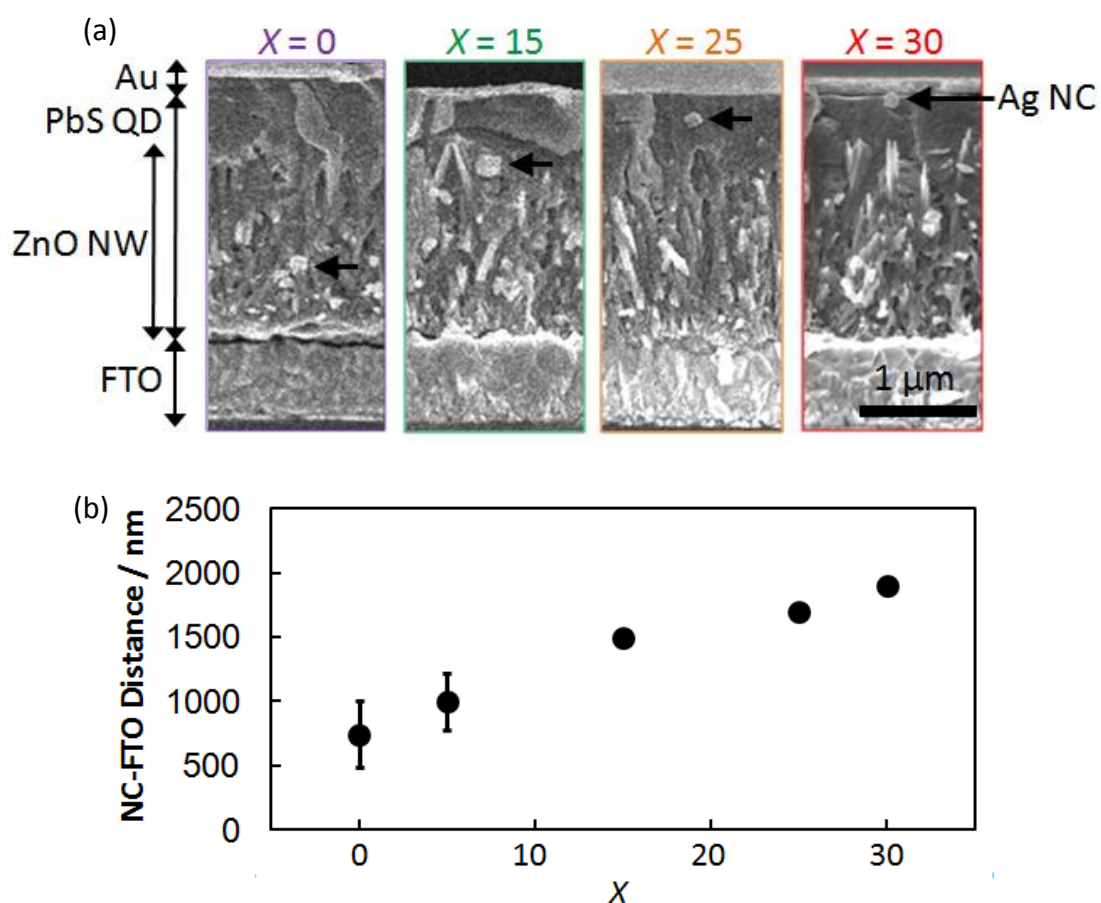 (a)
X = 0 X = 15 X = 25 X = 30
Au
PbS QD
ZnO NW
FTO
Ag NC
1 μm
(b)
NC-FTO Distance / nm
2500
2000
1500
1000
500
0
0 10 20 30
X